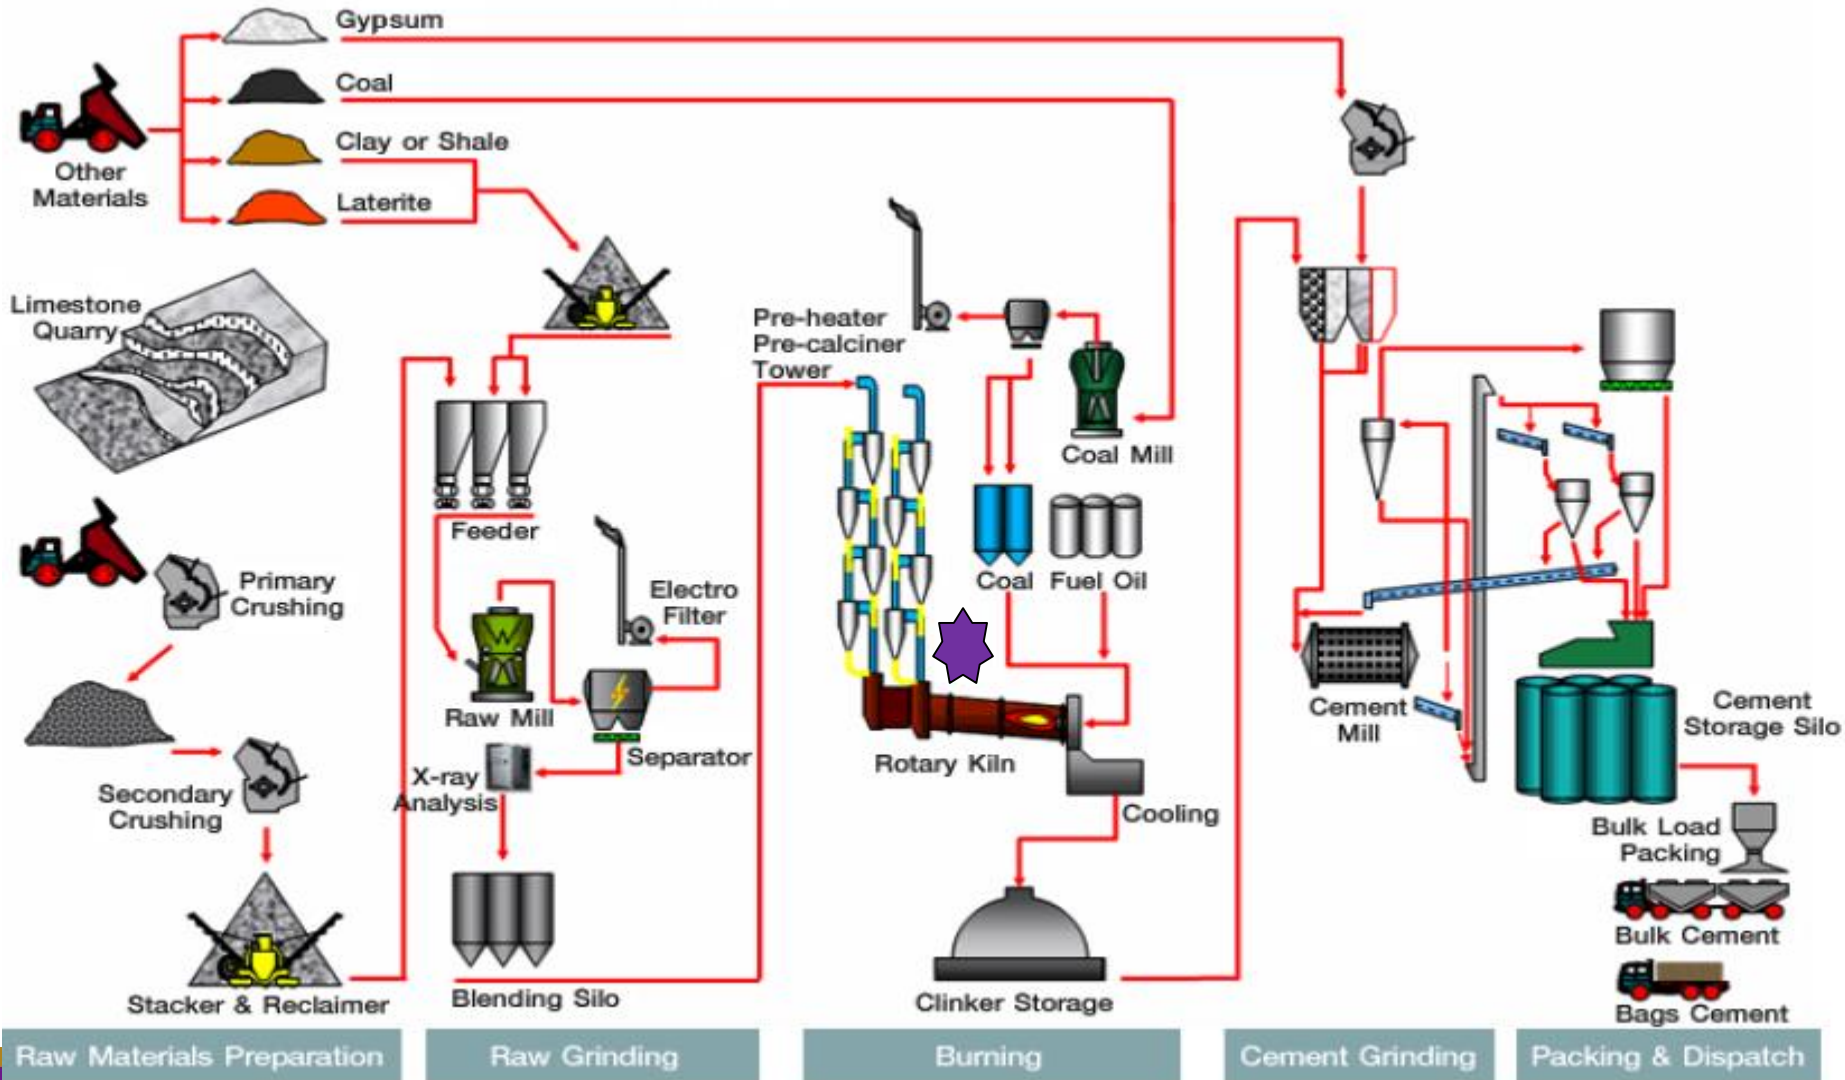 Gypsum
Coal
Clay or Shale
Laterite
Other
Materials
Limestone
Quarry
Primary
Crushing
Secondary
Crushing
Stacker & Reclaimer
Feeder
Raw Mill
Electro
Filter
Separator
X-ray
Analysis
Blending Silo
Pre-heater
Pre-calciner
Tower
Coal Mill
Coal
Fuel Oil
Rotary Kiln
Cooling
Clinker Storage
Cement
Mill
Cement
Storage Silo
Bulk Load
Packing
Bulk Cement
Bags Cement
Raw Materials Preparation
Raw Grinding
Burning
Cement Grinding
Packing & Dispatch